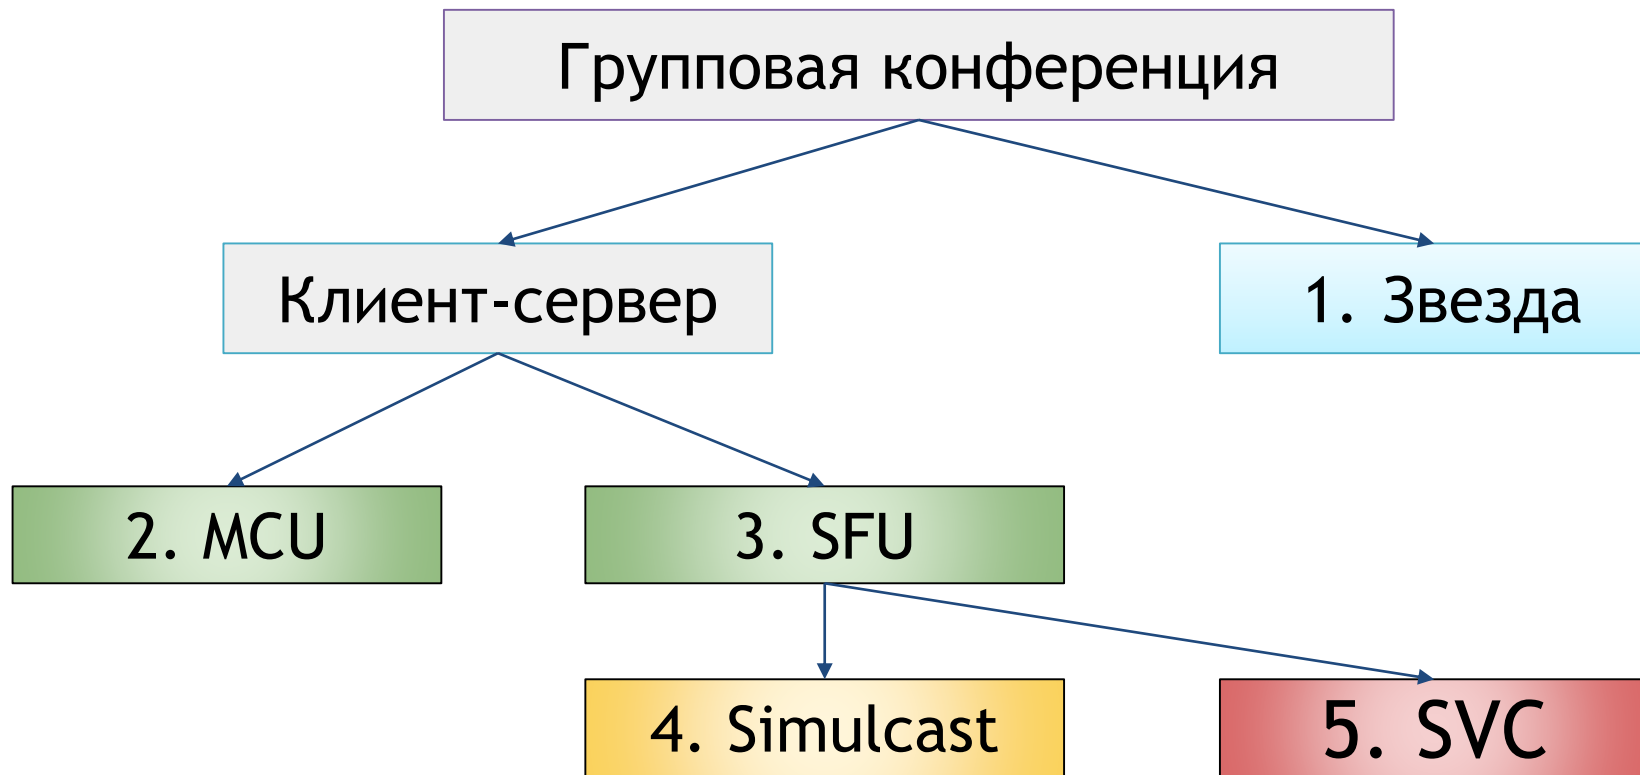 Групповая конференция
Клиент-сервер
1. Звезда
2. MCU
3. SFU
4. Simulcast
5. SVC